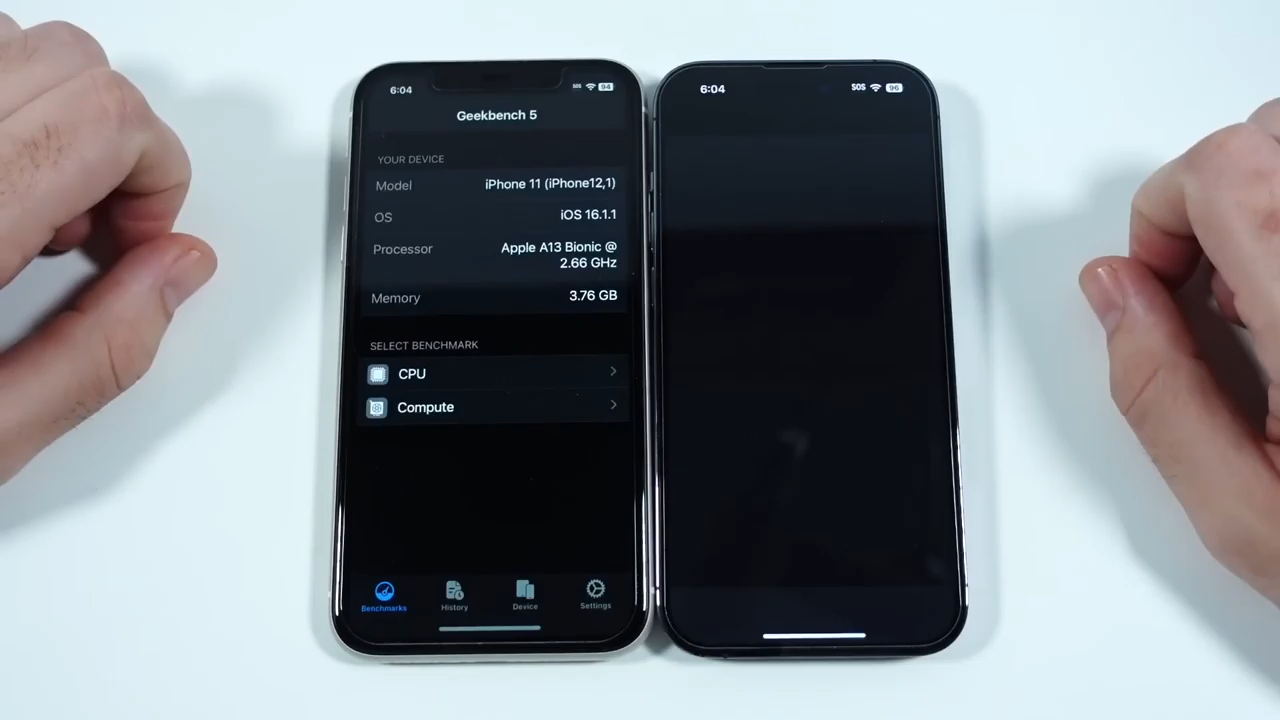 6:04
94
Geekbench 5
YOUR DEVICE
Model iPhone 11 (iPhone12,1)
OS iOS 16.1.1
Processor Apple A13 Bionic @
2.66 GHz
Memory 3.76 GB
SELECT BENCHMARK
CPU
Compute
Benchmarks History Device Settings
6:04 SOS 96